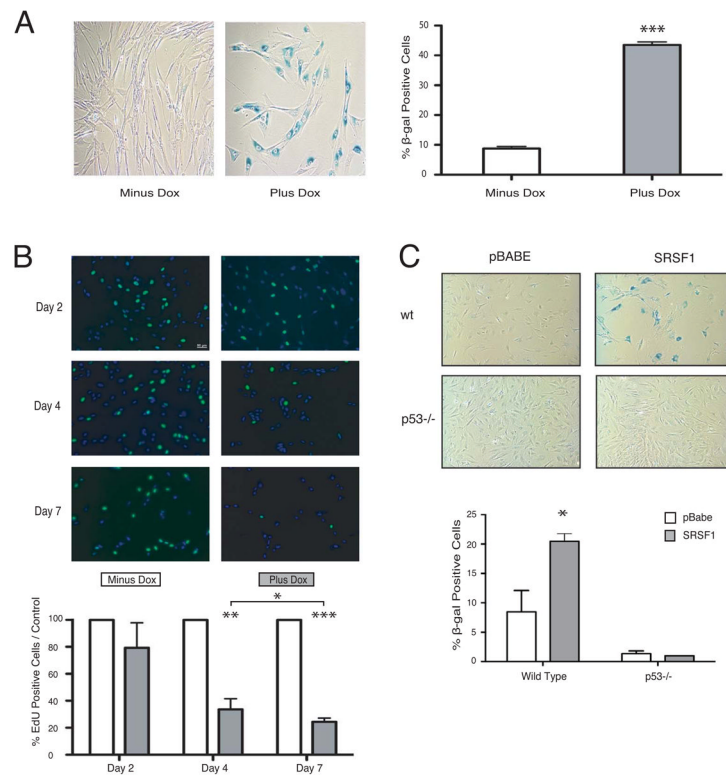 A
Minus Dox
Plus Dox
% β-gal Positive Cells
50
40
30
20
10
0
***
Minus Dox
Plus Dox
B
Day 2
Day 4
Day 7
Minus Dox
Plus Dox
% EdU Positive Cells / Control
100
80
60
40
20
0
*
**
***
Day 2
Day 4
Day 7
C
pBABE
SRSF1
wt
p53-/-
% β-gal Positive Cells
25
20
15
10
5
0
*
pBabe
SRSF1
Wild Type
p53-/-